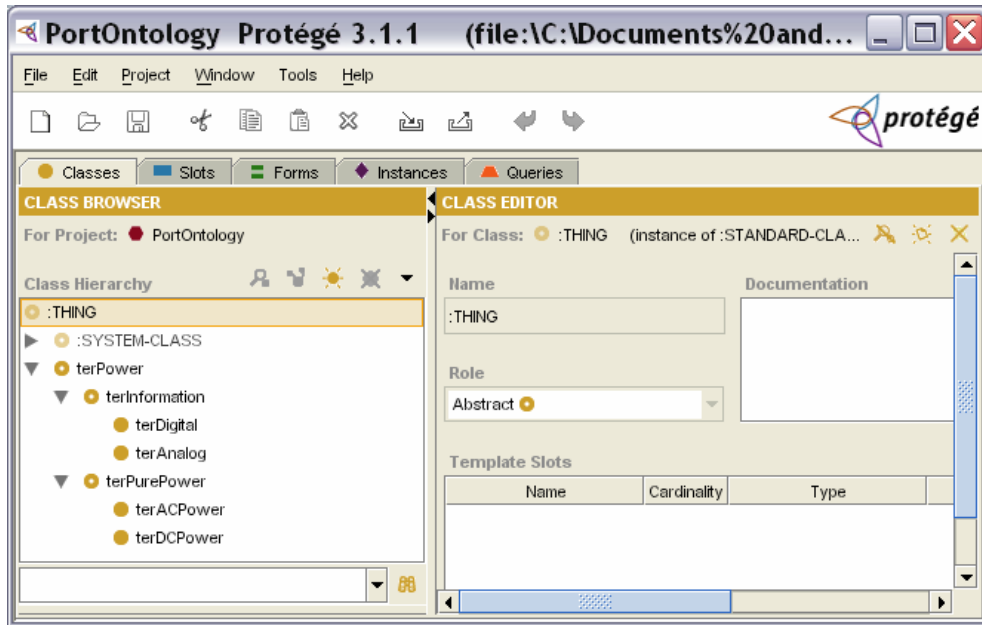 PortOntology Protégé 3.1.1 (file:\C:\Documents%20and...
File Edit Project Window Tools Help
protégé
Classes Slots Forms Instances Queries
CLASS BROWSER
For Project: PortOntology
Class Hierarchy
:THING
:SYSTEM-CLASS
terPower
terInformation
terDigital
terAnalog
terPurePower
terACPower
terDCPower
CLASS EDITOR
For Class: :THING (instance of :STANDARD-CLA...
Name
:THING
Documentation
Role
Abstract
Template Slots
Name Cardinality Type